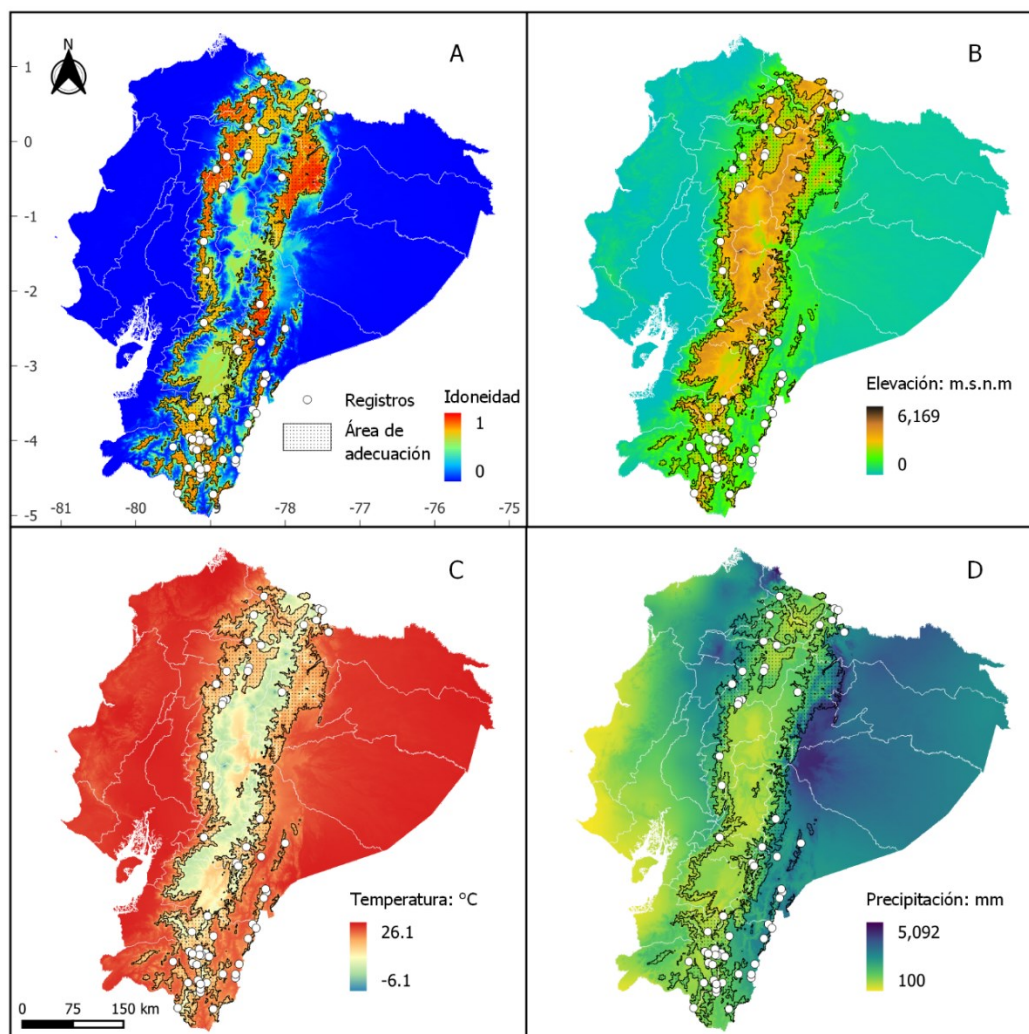 N
A
1
0
-1
-2
-3
-4
-5
Registros
Área de
adecuación
Idoneidad
1
0
-81
-80
-79
-78
-77
-76
-75
B
Elevación: m.s.n.m
6,169
0
C
Temperatura: °C
26.1
-6.1
0 75 150 km
D
Precipitación: mm
5,092
100